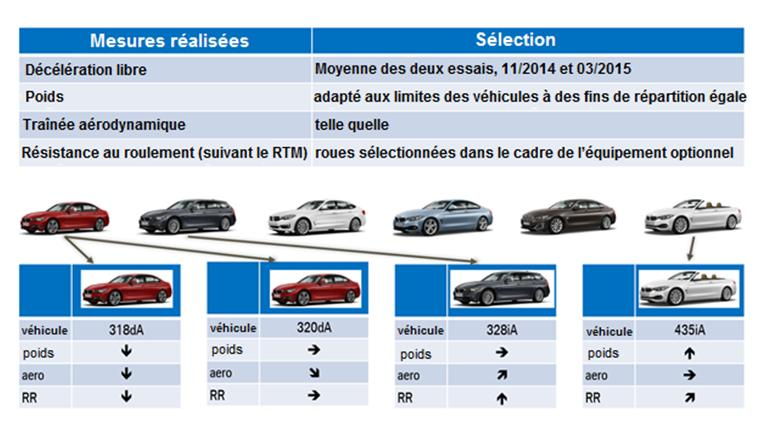 Mesures réalisées Sélection
Décélération libre Moyenne des deux essais, 11/2014 et 03/2015
Poids adapté aux limites des véhicules à des fins de répartition égale
Traînée aérodynamique telle quelle
Résistance au roulement (suivant le RTM) roues sélectionnées dans le cadre de l'équipement optionnel
véhicule 318dA véhicule 320dA véhicule 328iA véhicule 435iA
poids ↓ poids → poids → poids ↑
aero ↓ aero ↘ aero ↗ aero →
RR ↓ RR → RR ↑ RR ↗